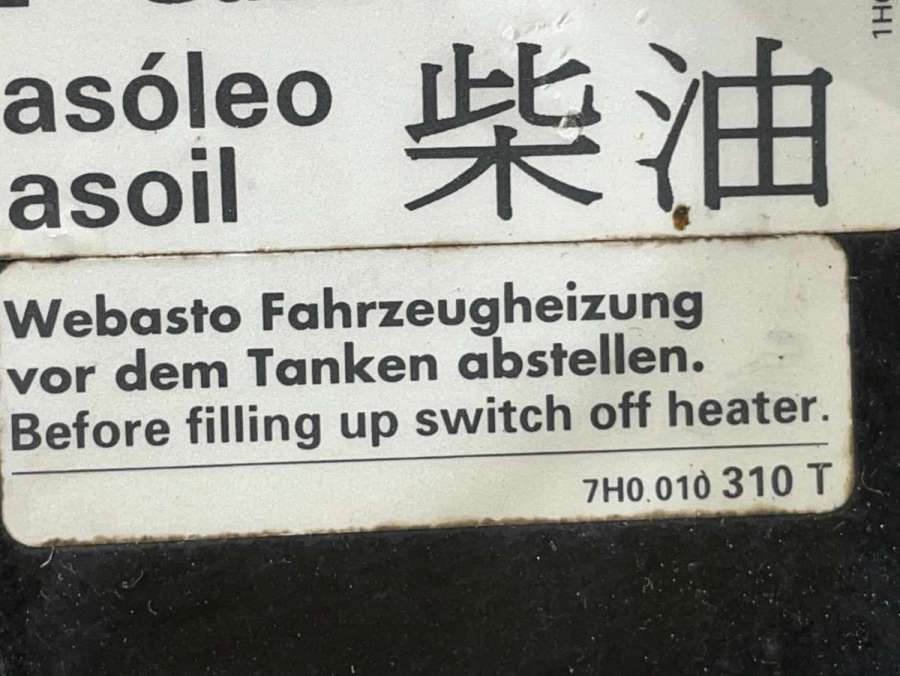 asóleo
asoil
柴油
1H0
Webasto Fahrzeugheizung
vor dem Tanken abstellen.
Before filling up switch off heater.
7H0.010 310 T